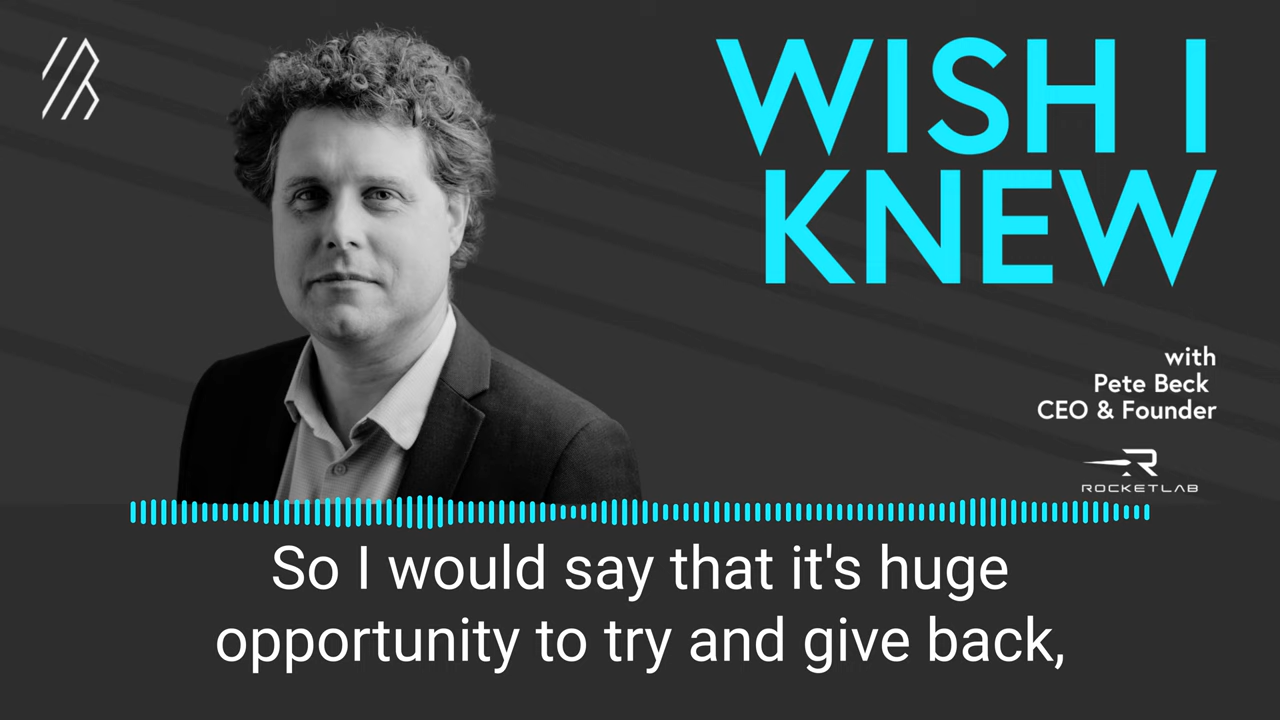 WISH I
KNEW
with
Pete Beck
CEO & Founder
ROCKETLAB
So I would say that it's huge
opportunity to try and give back,